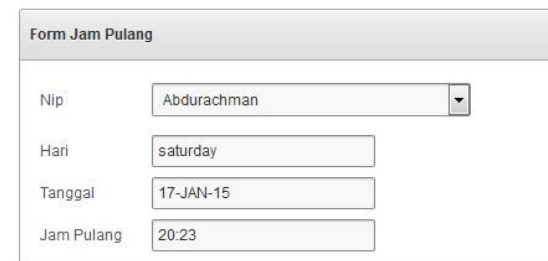 Form Jam Pulang
Nip Abdurachman
Hari saturday
Tanggal 17-JAN-15
Jam Pulang 20:23